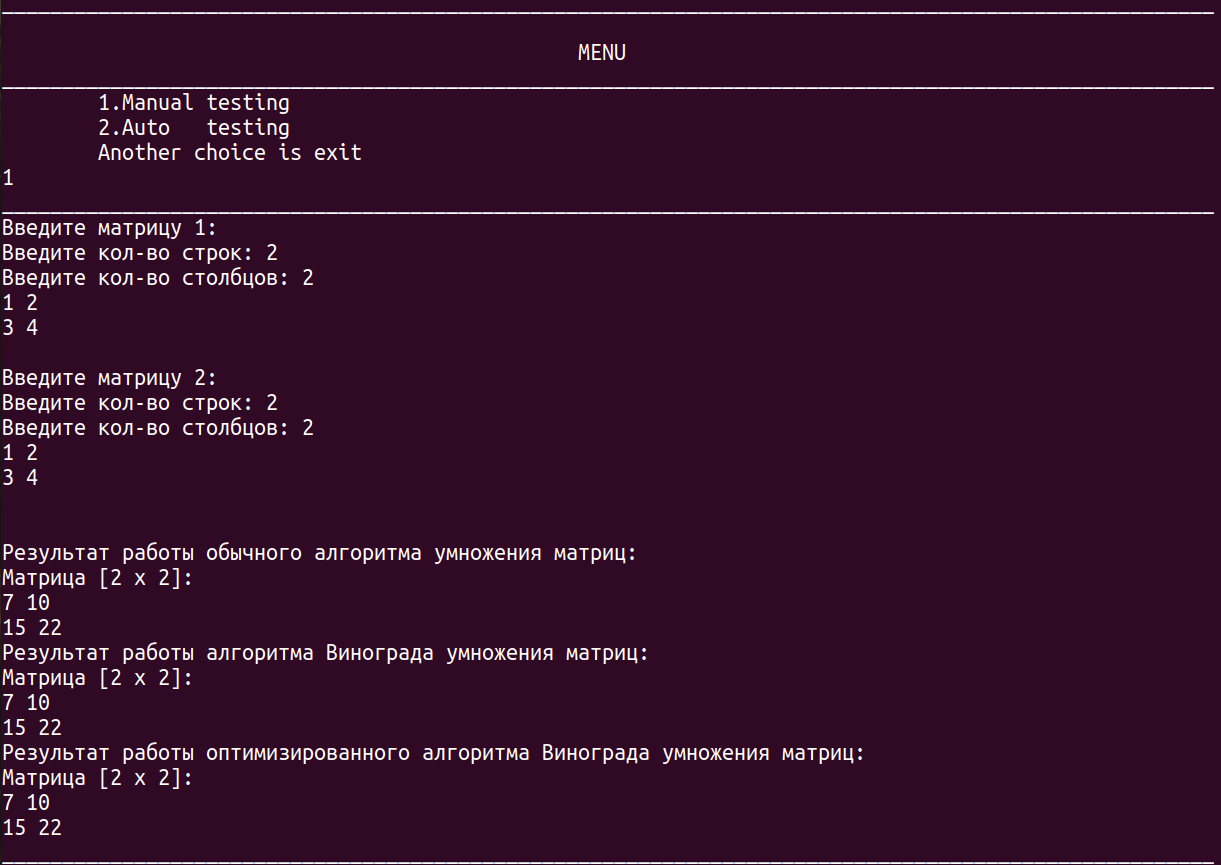 MENU
1.Manual testing
2.Auto   testing
Another choice is exit
1
Введите матрицу 1:
Введите кол-во строк: 2
Введите кол-во столбцов: 2
1 2
3 4
Введите матрицу 2:
Введите кол-во строк: 2
Введите кол-во столбцов: 2
1 2
3 4
Результат работы обычного алгоритма умножения матриц:
Матрица [2 x 2]:
7 10
15 22
Результат работы алгоритма Винограда умножения матриц:
Матрица [2 x 2]:
7 10
15 22
Результат работы оптимизированного алгоритма Винограда умножения матриц:
Матрица [2 x 2]:
7 10
15 22